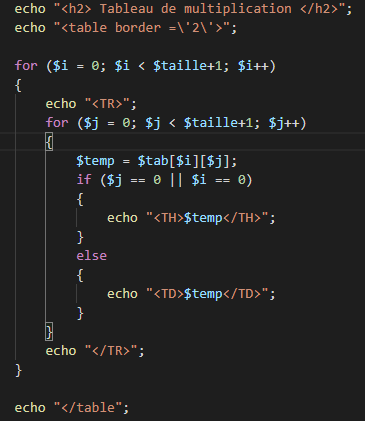 echo "<h2> Tableau de multiplication </h2>";
echo "<table border =\'2\'>";
for ($i = 0; $i < $taille+1; $i++)
{
echo "<TR>";
for ($j = 0; $j < $taille+1; $j++)
{
$temp = $tab[$i][$j];
if ($j == 0 || $i == 0)
{
echo "<TH>$temp</TH>";
}
else
{
echo "<TD>$temp</TD>";
}
}
echo "</TR>";
}
echo "</table";